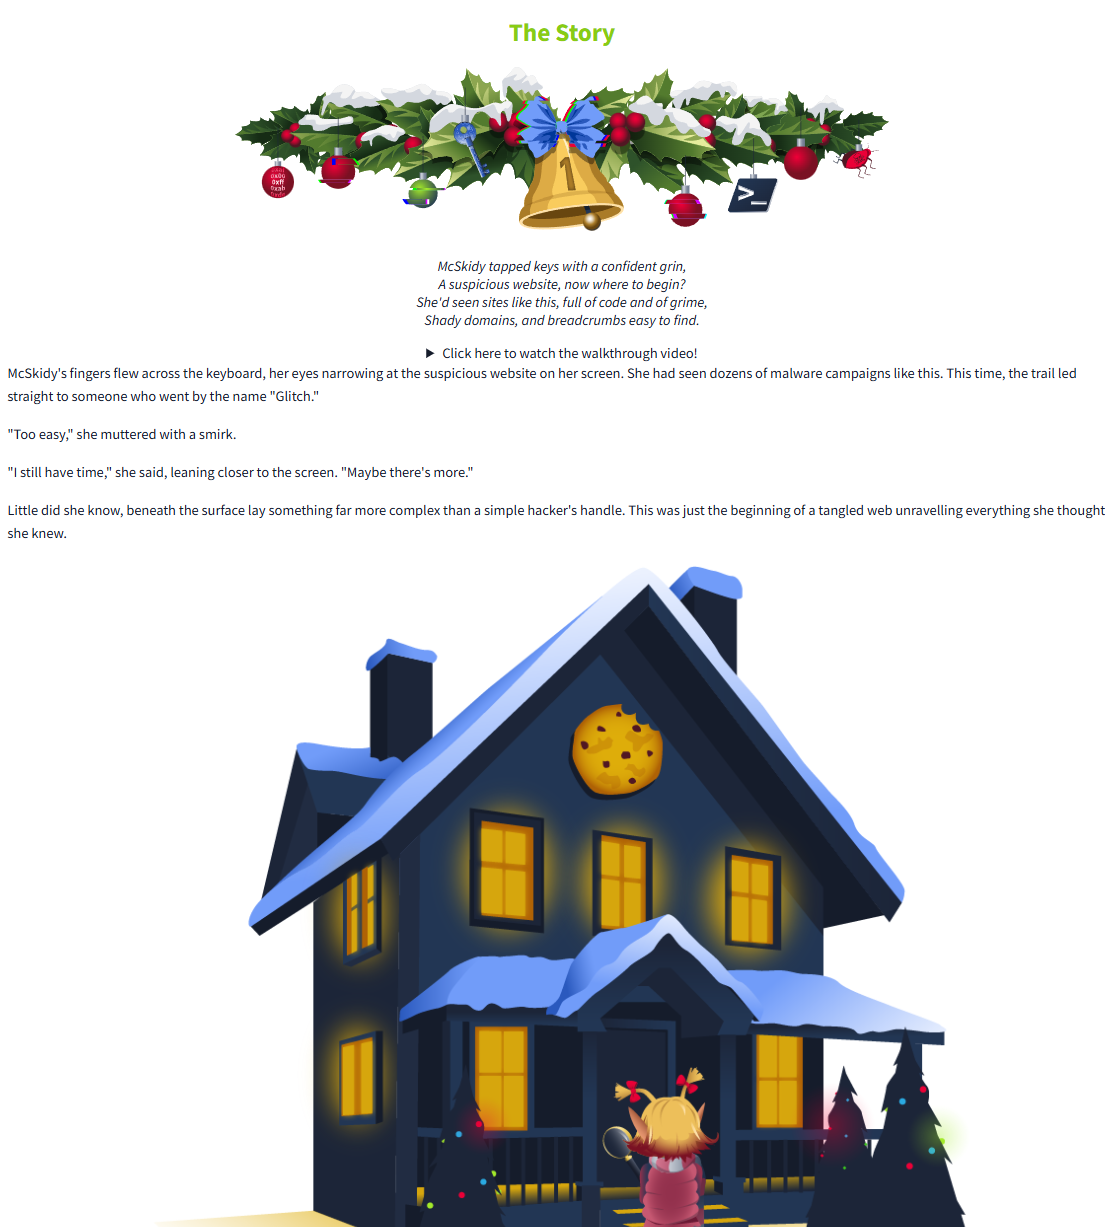 The Story
0x00
0xff
0xab
1
>_
McSkidy tapped keys with a confident grin,
A suspicious website, now where to begin?
She'd seen sites like this, full of code and of grime,
Shady domains, and breadcrumbs easy to find.
Click here to watch the walkthrough video!
McSkidy's fingers flew across the keyboard, her eyes narrowing at the suspicious website on her screen. She had seen dozens of malware campaigns like this. This time, the trail led
straight to someone who went by the name "Glitch."
"Too easy," she muttered with a smirk.
"I still have time," she said, leaning closer to the screen. "Maybe there's more."
Little did she know, beneath the surface lay something far more complex than a simple hacker's handle. This was just the beginning of a tangled web unravelling everything she thought
she knew.